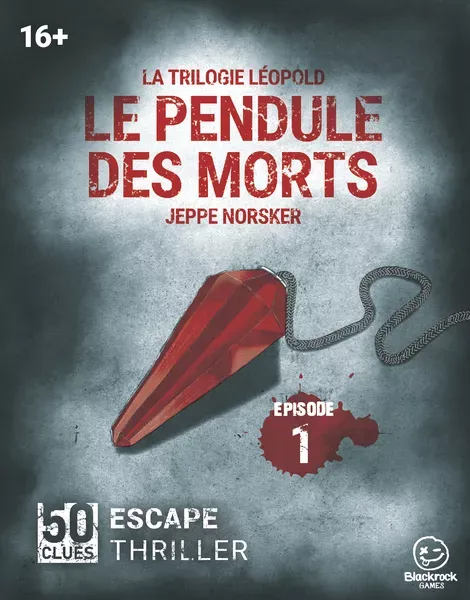 16+
LA TRILOGIE LÉOPOLD
LE PENDULE
DES MORTS
JEPPE NORSKER
EPISODE
1
50
CLUES
ESCAPE
THRILLER
Blackrock
GAMES